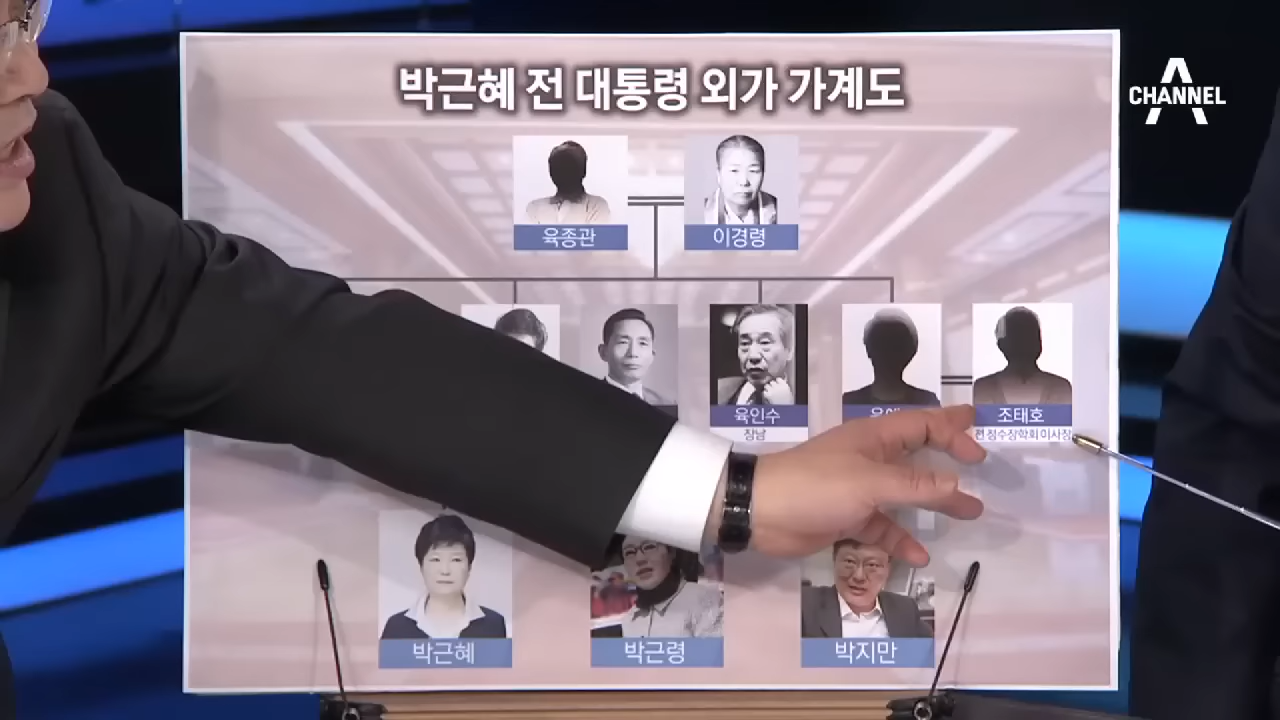 박근혜 전 대통령 외가 가계도
CHANNEL
육종관
이경령
육인수
조태호
장남
정수장학회 이사장
박근혜
박근령
박지만